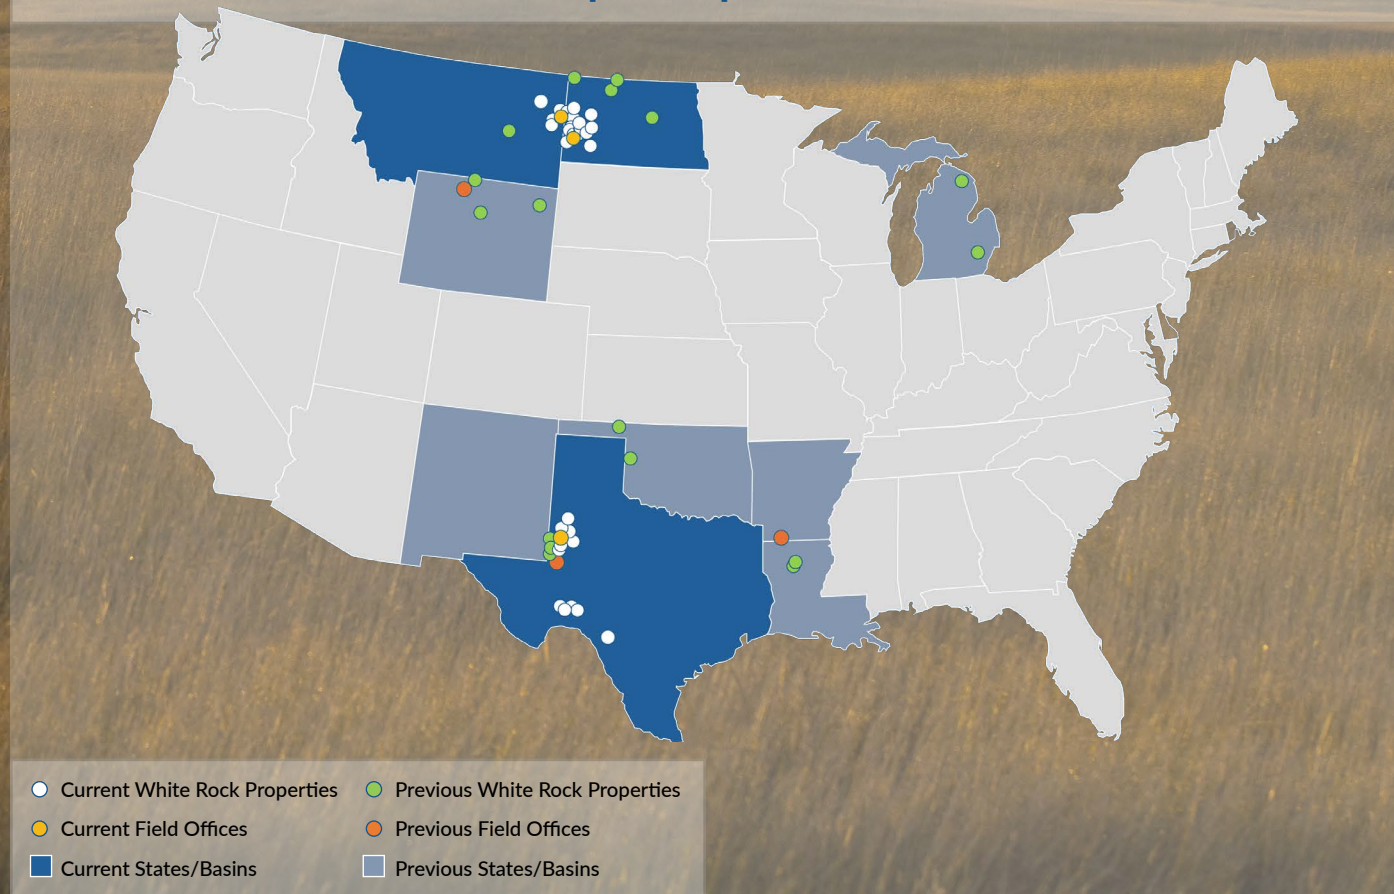 Current White Rock Properties
Previous White Rock Properties
Current Field Offices
Previous Field Offices
Current States/Basins
Previous States/Basins